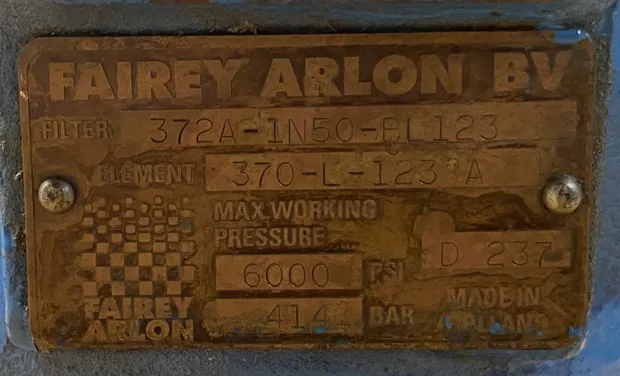 FAIREY ARLON BV
FILTER 372A-1N50-BL123
ELEMENT 370-L-123 A
MAX.WORKING
PRESSURE
6000 PSI
414 BAR
D 237
MADE IN
HOLLAND
FAIREY
ARLON